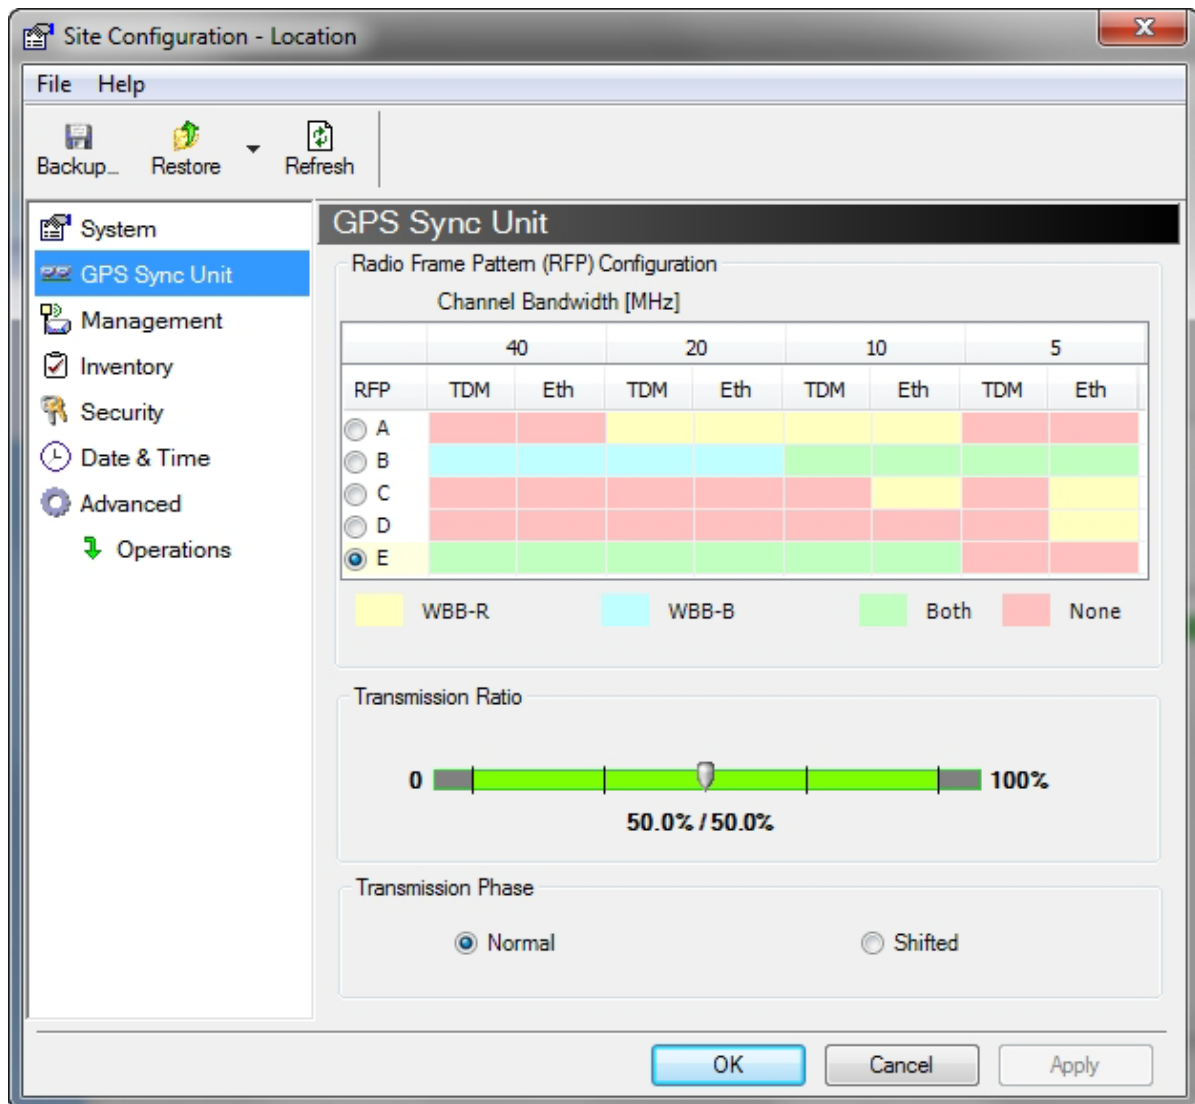 Site Configuration - Location
X
File Help
Backup... Restore Refresh
System
GPS Sync Unit
Management
Inventory
Security
Date & Time
Advanced
Operations
GPS Sync Unit
Radio Frame Pattern (RFP) Configuration
Channel Bandwidth [MHz]
40 20 10 5
RFP TDM Eth TDM Eth TDM Eth TDM Eth
A
B
C
D
E
WBB-R WBB-B Both None
Transmission Ratio
0 100%
50.0% / 50.0%
Transmission Phase
Normal Shifted
OK Cancel Apply